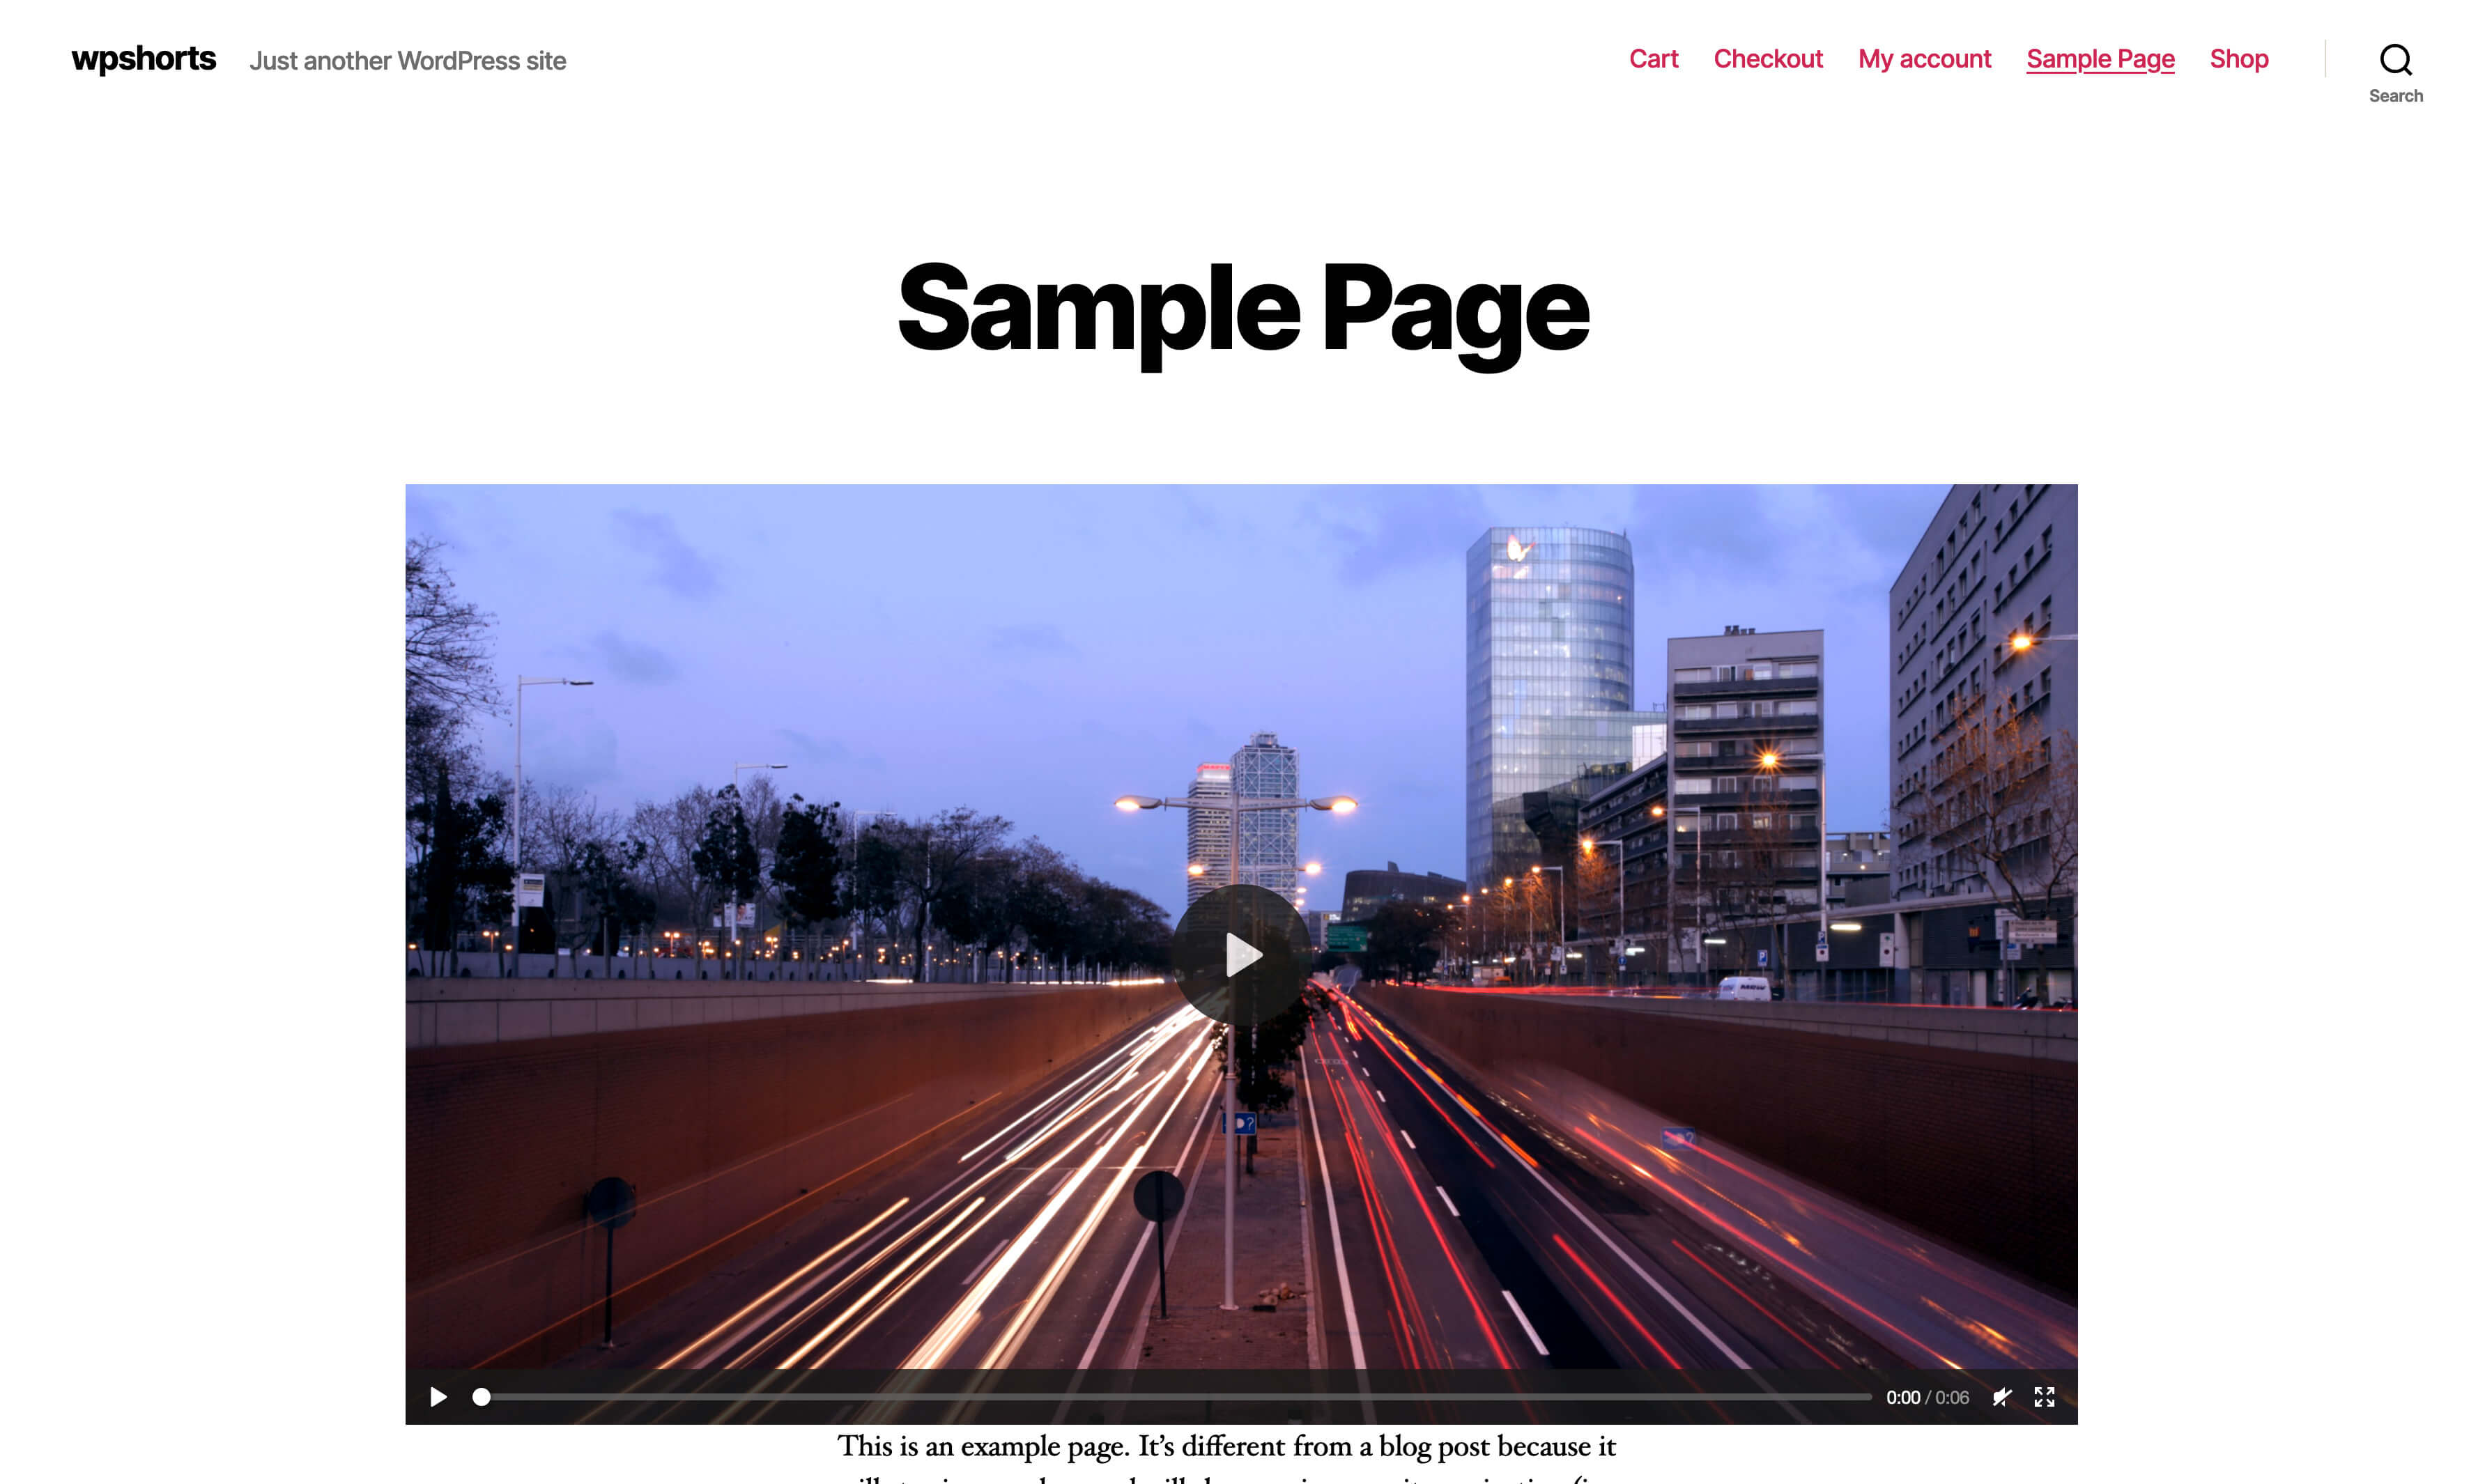 wpshorts Just another WordPress site Cart Checkout My account Sample Page Shop
Search
Sample Page
MGW
P
?
?
0:00 / 0:06
This is an example page. It’s different from a blog post because it